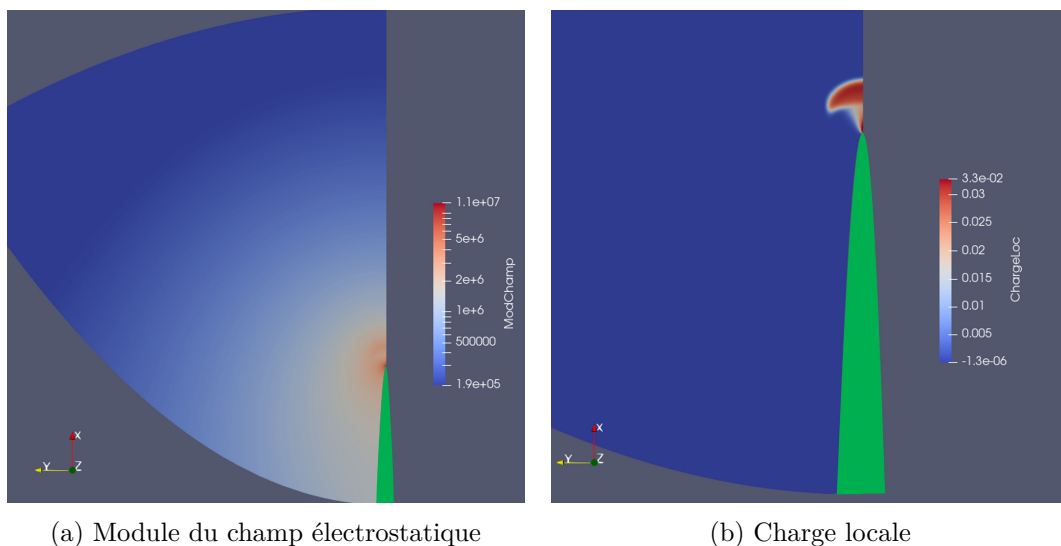 1.1e+07
5e+6
2e+6
1e+6
500000
1.9e+05
ModChamp
X
Y
Z
3.3e-02
0.03
0.025
0.02
0.015
0.01
0.005
-1.3e-06
ChargeLoc
X
Y
Z
(a) Module du champ électrostatique
(b) Charge locale